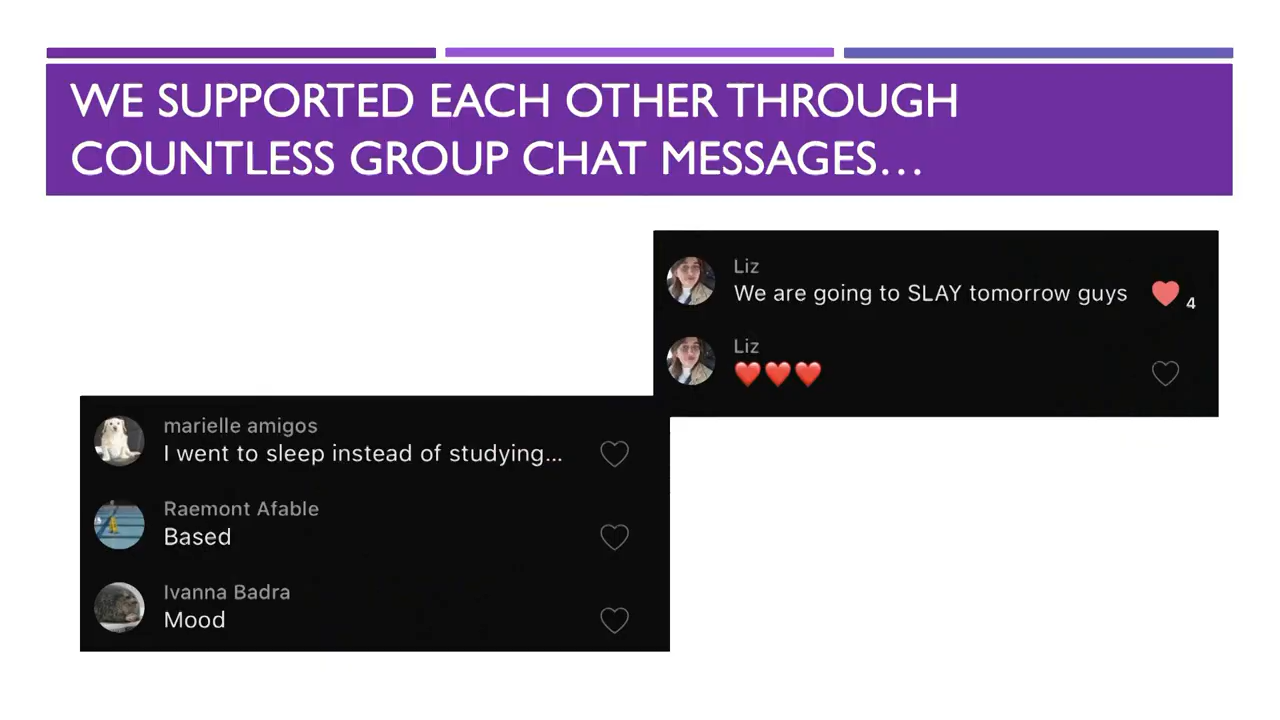 WE SUPPORTED EACH OTHER THROUGH
COUNTLESS GROUP CHAT MESSAGES…
Liz
We are going to SLAY tomorrow guys
4
Liz
❤️❤️❤️
marielle amigos
I went to sleep instead of studying...
Raemont Afable
Based
Ivanna Badra
Mood